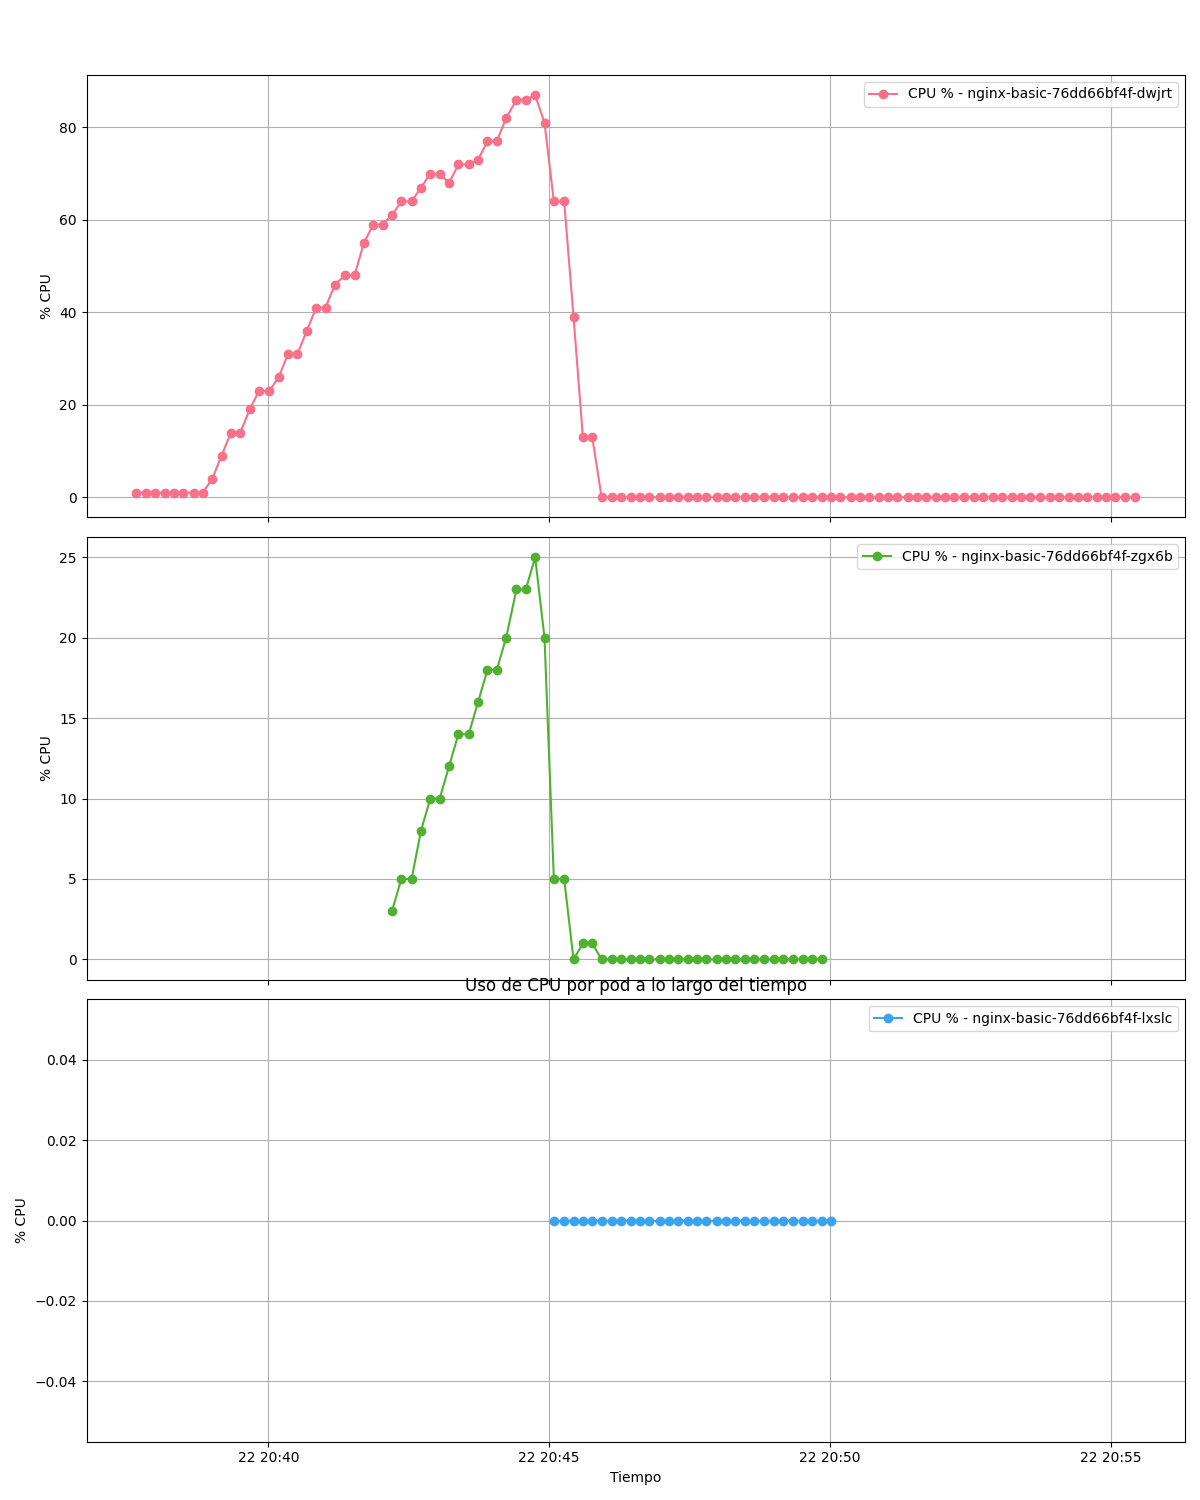 CPU % - nginx-basic-76dd66bf4f-dwjrt
80
60
40
20
0
% CPU
CPU % - nginx-basic-76dd66bf4f-zgx6b
25
20
15
10
5
0
% CPU
Uso de CPU por pod a lo largo del tiempo
CPU % - nginx-basic-76dd66bf4f-lxslc
0.04
0.02
0.00
−0.02
−0.04
% CPU
22 20:40 22 20:45 22 20:50 22 20:55
Tiempo